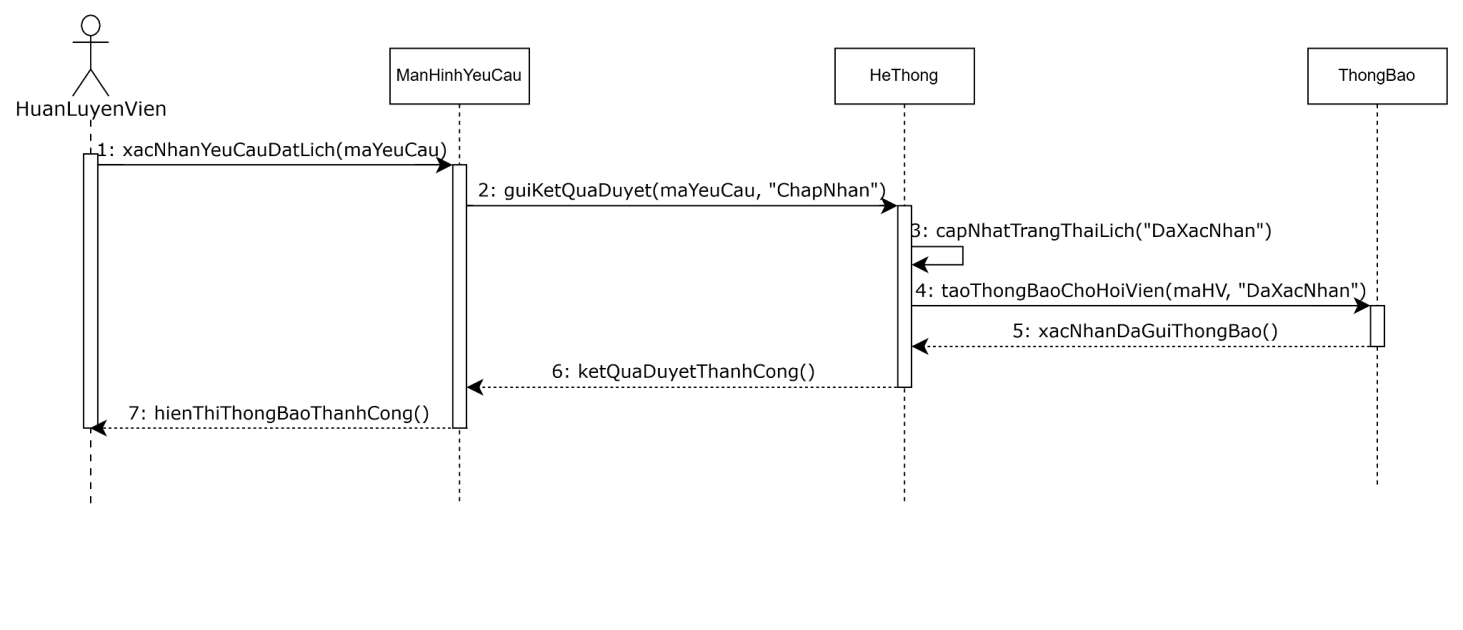 HuanLuyenVien
ManHinhYeuCau
HeThong
ThongBao
1: xacNhanYeuCauDatLich(maYeuCau)
2: guiKetQuaDuyet(maYeuCau, "ChapNhan")
3: capNhatTrangThaiLich("DaXacNhan")
4: taoThongBaoChoHoiVien(maHV, "DaXacNhan")
5: xacNhanDaGuiThongBao()
6: ketQuaDuyetThanhCong()
7: hienThiThongBaoThanhCong()